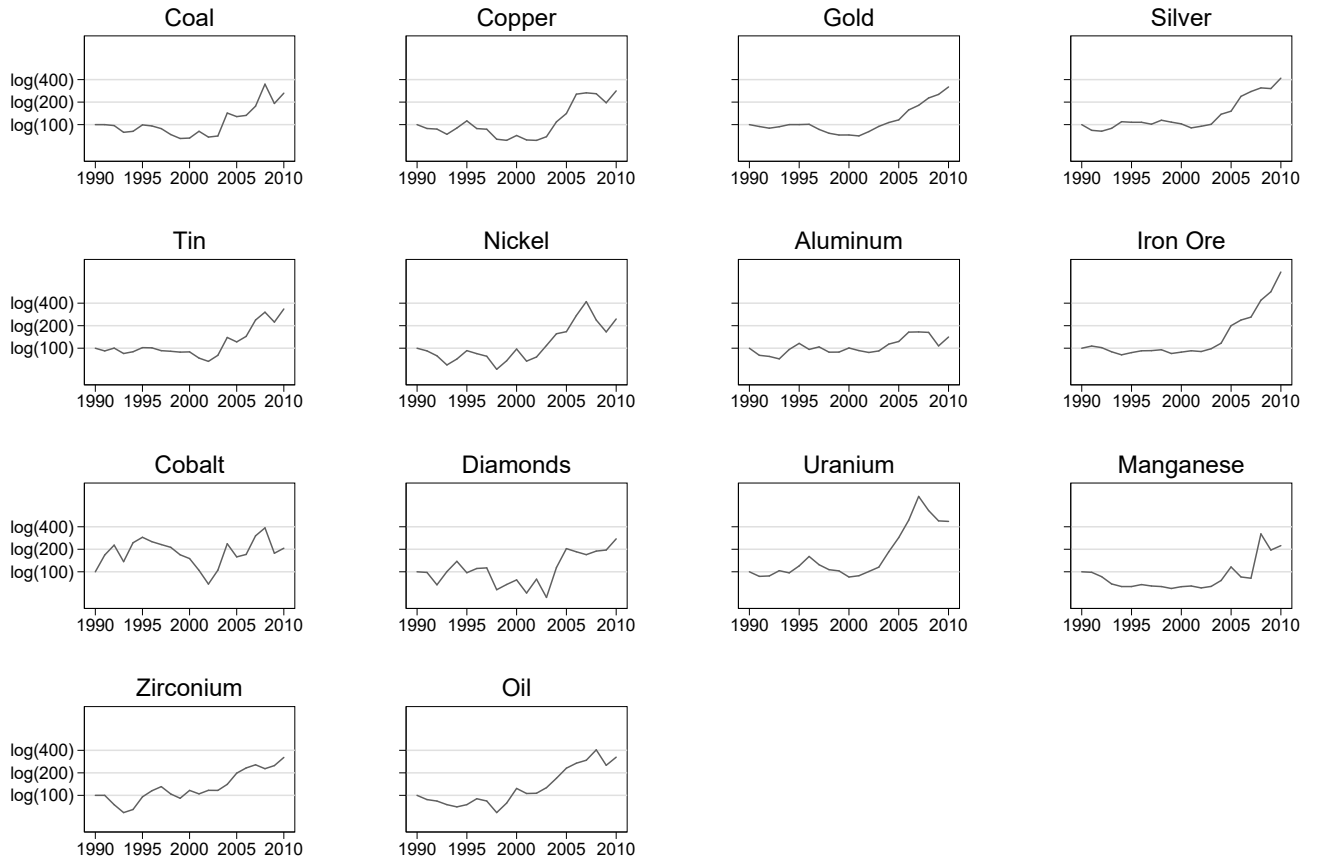 Coal Copper Gold Silver
log(400)
log(200)
log(100)
1990 1995 2000 2005 2010 1990 1995 2000 2005 2010 1990 1995 2000 2005 2010 1990 1995 2000 2005 2010
Tin Nickel Aluminum Iron Ore
log(400)
log(200)
log(100)
1990 1995 2000 2005 2010 1990 1995 2000 2005 2010 1990 1995 2000 2005 2010 1990 1995 2000 2005 2010
Cobalt Diamonds Uranium Manganese
log(400)
log(200)
log(100)
1990 1995 2000 2005 2010 1990 1995 2000 2005 2010 1990 1995 2000 2005 2010 1990 1995 2000 2005 2010
Zirconium Oil
log(400)
log(200)
log(100)
1990 1995 2000 2005 2010 1990 1995 2000 2005 2010